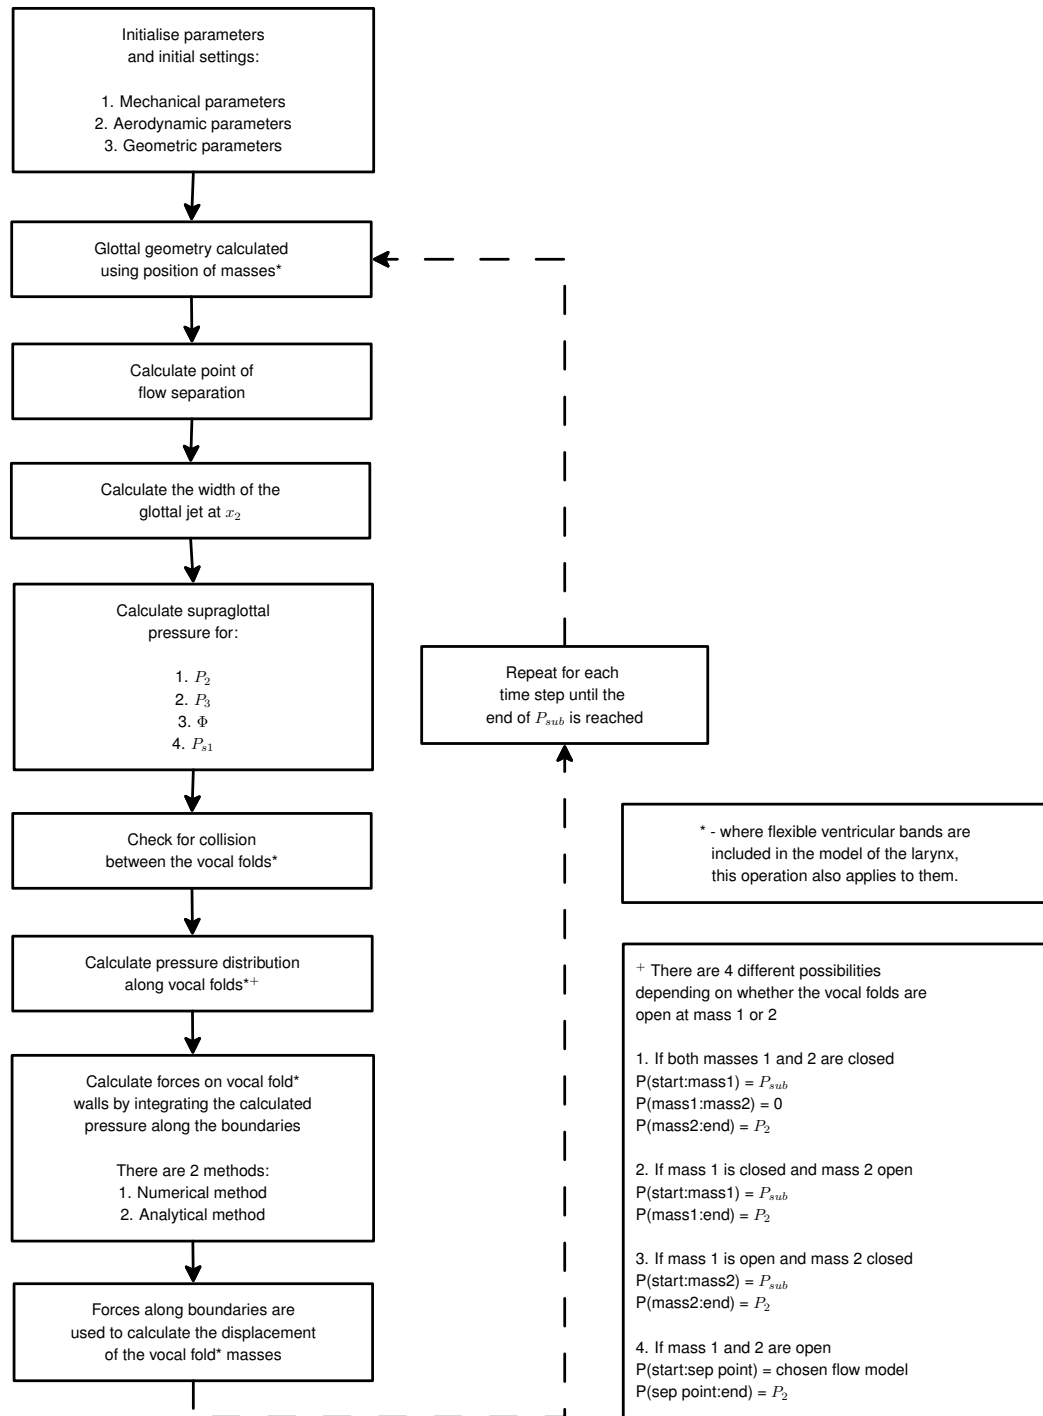 Initialise parameters
and initial settings:
1. Mechanical parameters
2. Aerodynamic parameters
3. Geometric parameters
Glottal geometry calculated
using position of masses*
Calculate point of
flow separation
Calculate the width of the
glottal jet at x₂
Calculate supraglottal
pressure for:
1. P₂
2. P₃
3. Φ
4. Pₛ₁
Check for collision
between the vocal folds*
Calculate pressure distribution
along vocal folds*⁺
Calculate forces on vocal fold*
walls by integrating the calculated
pressure along the boundaries
There are 2 methods:
1. Numerical method
2. Analytical method
Forces along boundaries are
used to calculate the displacement
of the vocal fold* masses
Repeat for each
time step until the
end of P_sub is reached
* - where flexible ventricular bands are
included in the model of the larynx,
this operation also applies to them.
⁺ There are 4 different possibilities
depending on whether the vocal folds are
open at mass 1 or 2
1. If both masses 1 and 2 are closed
P(start:mass1) = P_sub
P(mass1:mass2) = 0
P(mass2:end) = P₂
2. If mass 1 is closed and mass 2 open
P(start:mass1) = P_sub
P(mass1:end) = P₂
3. If mass 1 is open and mass 2 closed
P(start:mass2) = P_sub
P(mass2:end) = P₂
4. If mass 1 and 2 are open
P(start:sep point) = chosen flow model
P(sep point:end) = P₂